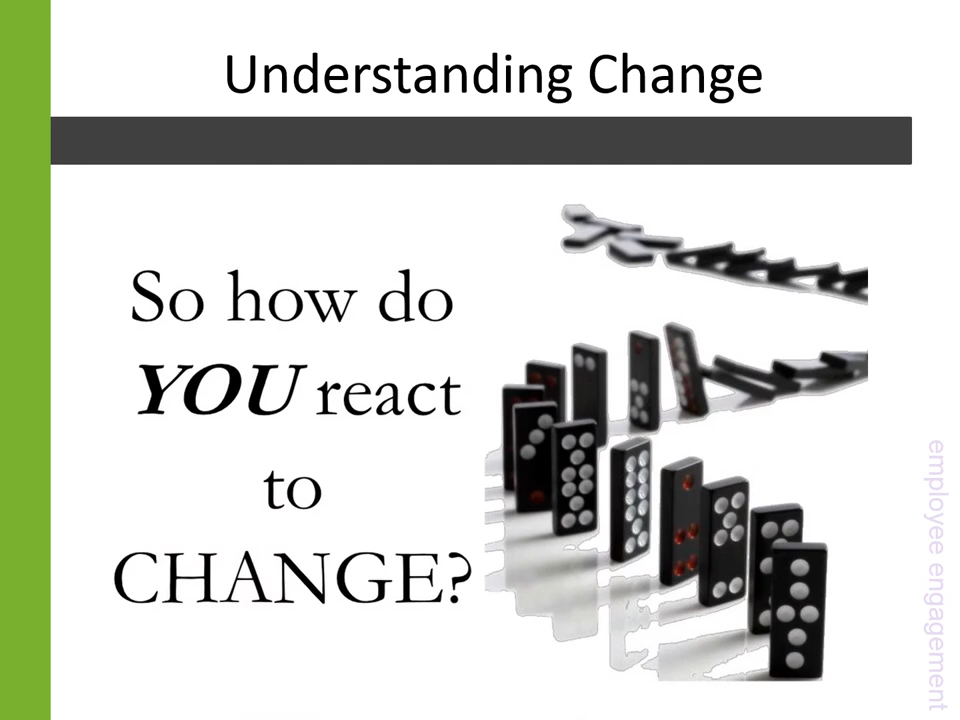 Understanding Change
So how do
YOU react
to
CHANGE?
employee engagement